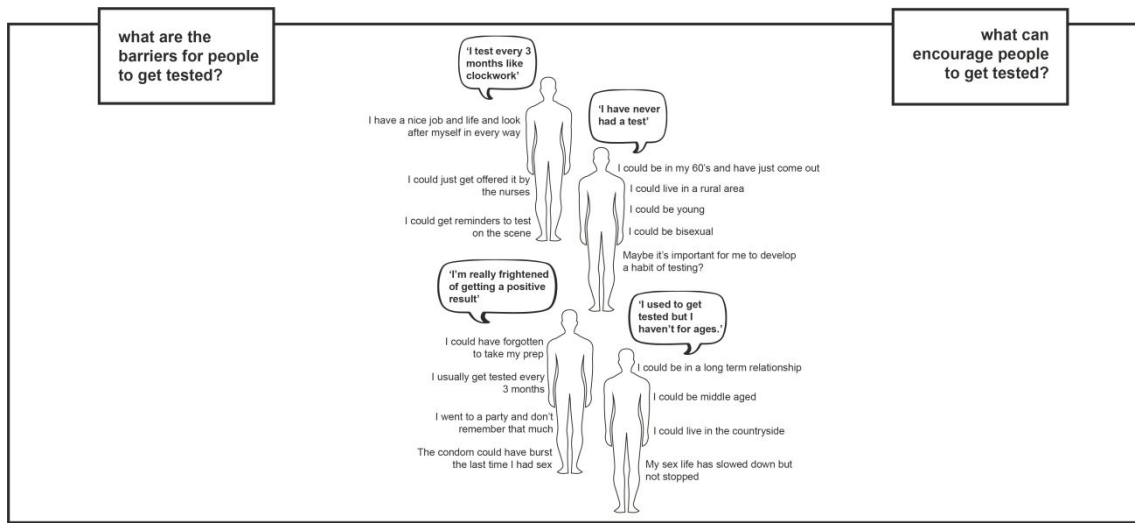 what are the
barriers for people
to get tested?
what can
encourage people
to get tested?
‘I test every 3
months like
clockwork’
I have a nice job and life and look
after myself in every way
I could just get offered it by
the nurses
I could get reminders to test
on the scene
‘I have never
had a test’
I could be in my 60’s and have just come out
I could live in a rural area
I could be young
I could be bisexual
Maybe it’s important for me to develop
a habit of testing?
‘I’m really frightened
of getting a positive
result’
I could have forgotten
to take my prep
I usually get tested every
3 months
I went to a party and don’t
remember that much
The condom could have burst
the last time I had sex
‘I used to get
tested but I
haven’t for ages.’
I could be in a long term relationship
I could be middle aged
I could live in the countryside
My sex life has slowed down but
not stopped